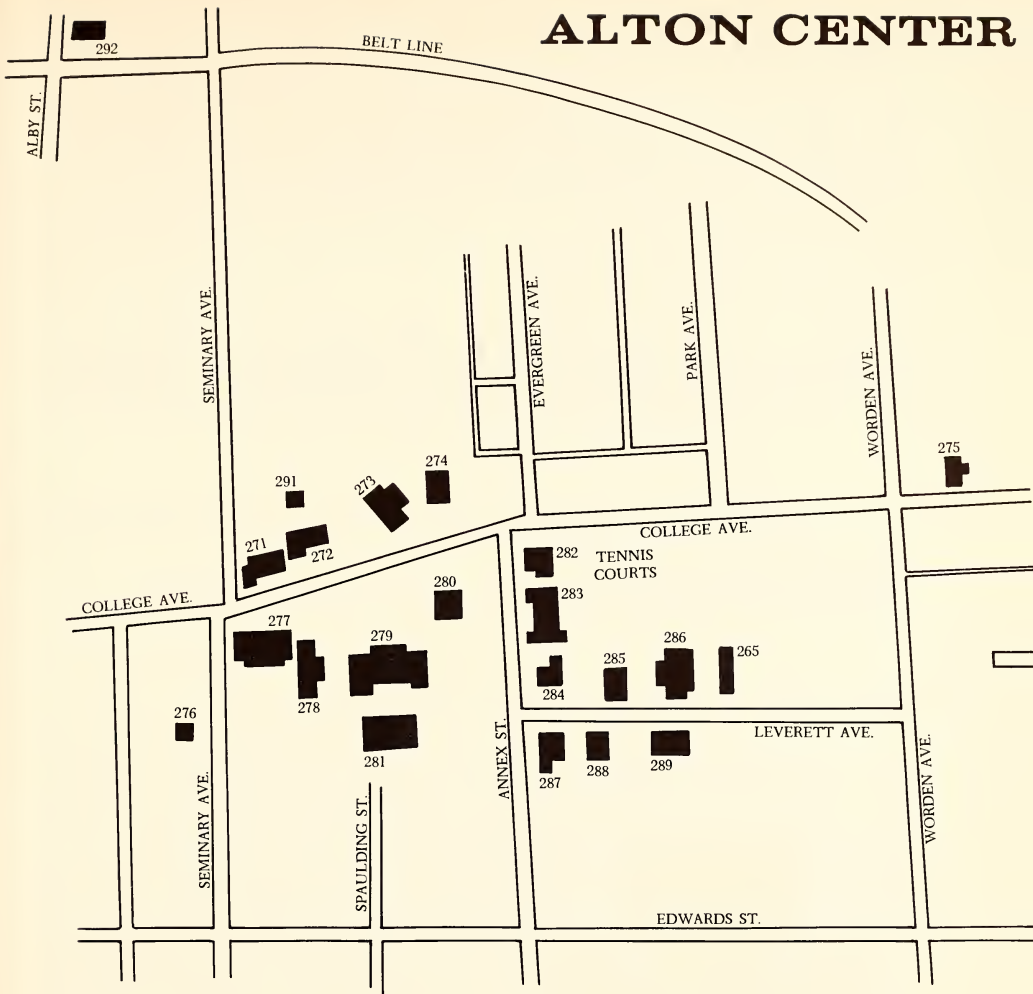 ALTON CENTER
292
BELT LINE
ALBY ST.
SEMINARY AVE.
EVERGREEN AVE.
PARK AVE.
WORDEN AVE.
275
274
273
291
271
272
COLLEGE AVE.
282
TENNIS
COURTS
280
283
COLLEGE AVE.
277
279
286
265
285
278
284
276
LEVERETT AVE.
281
287
288
289
ANNEX ST.
SEMINARY AVE.
SPAULDING ST.
WORDEN AVE.
EDWARDS ST.